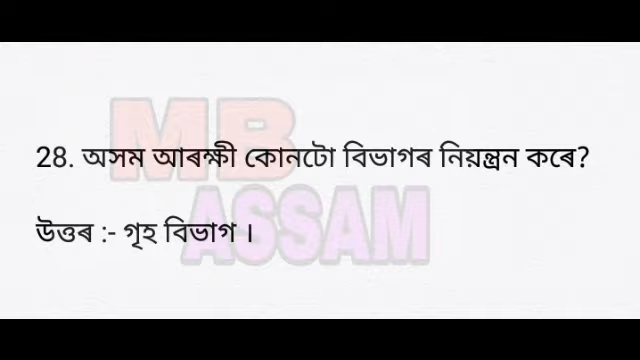 MB
ASSAM
28. অসম আৰক্ষী কোনটো বিভাগৰ নিয়ন্ত্ৰন কৰে?
উত্তৰ :- গৃহ বিভাগ ।